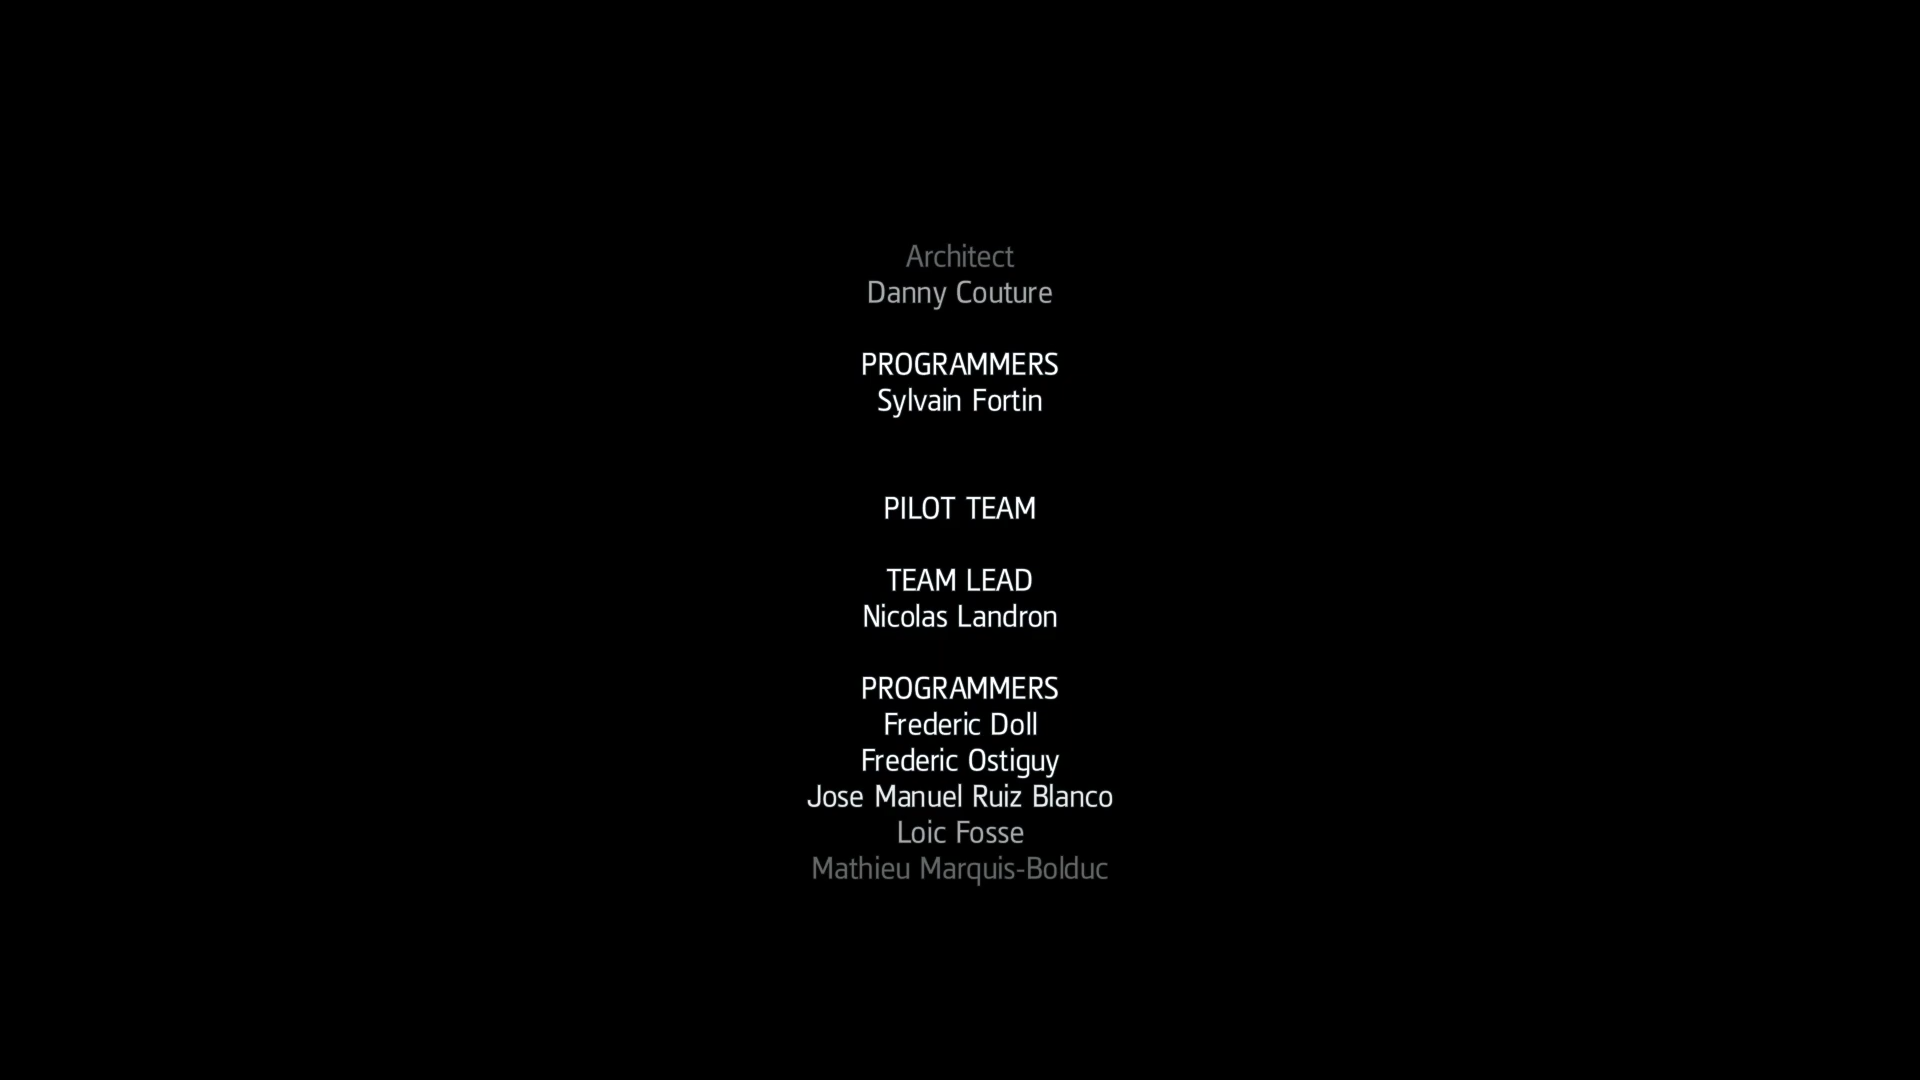 Architect
Danny Couture
PROGRAMMERS
Sylvain Fortin
PILOT TEAM
TEAM LEAD
Nicolas Landron
PROGRAMMERS
Frederic Doll
Frederic Ostiguy
Jose Manuel Ruiz Blanco
Loic Fosse
Mathieu Marquis-Bolduc